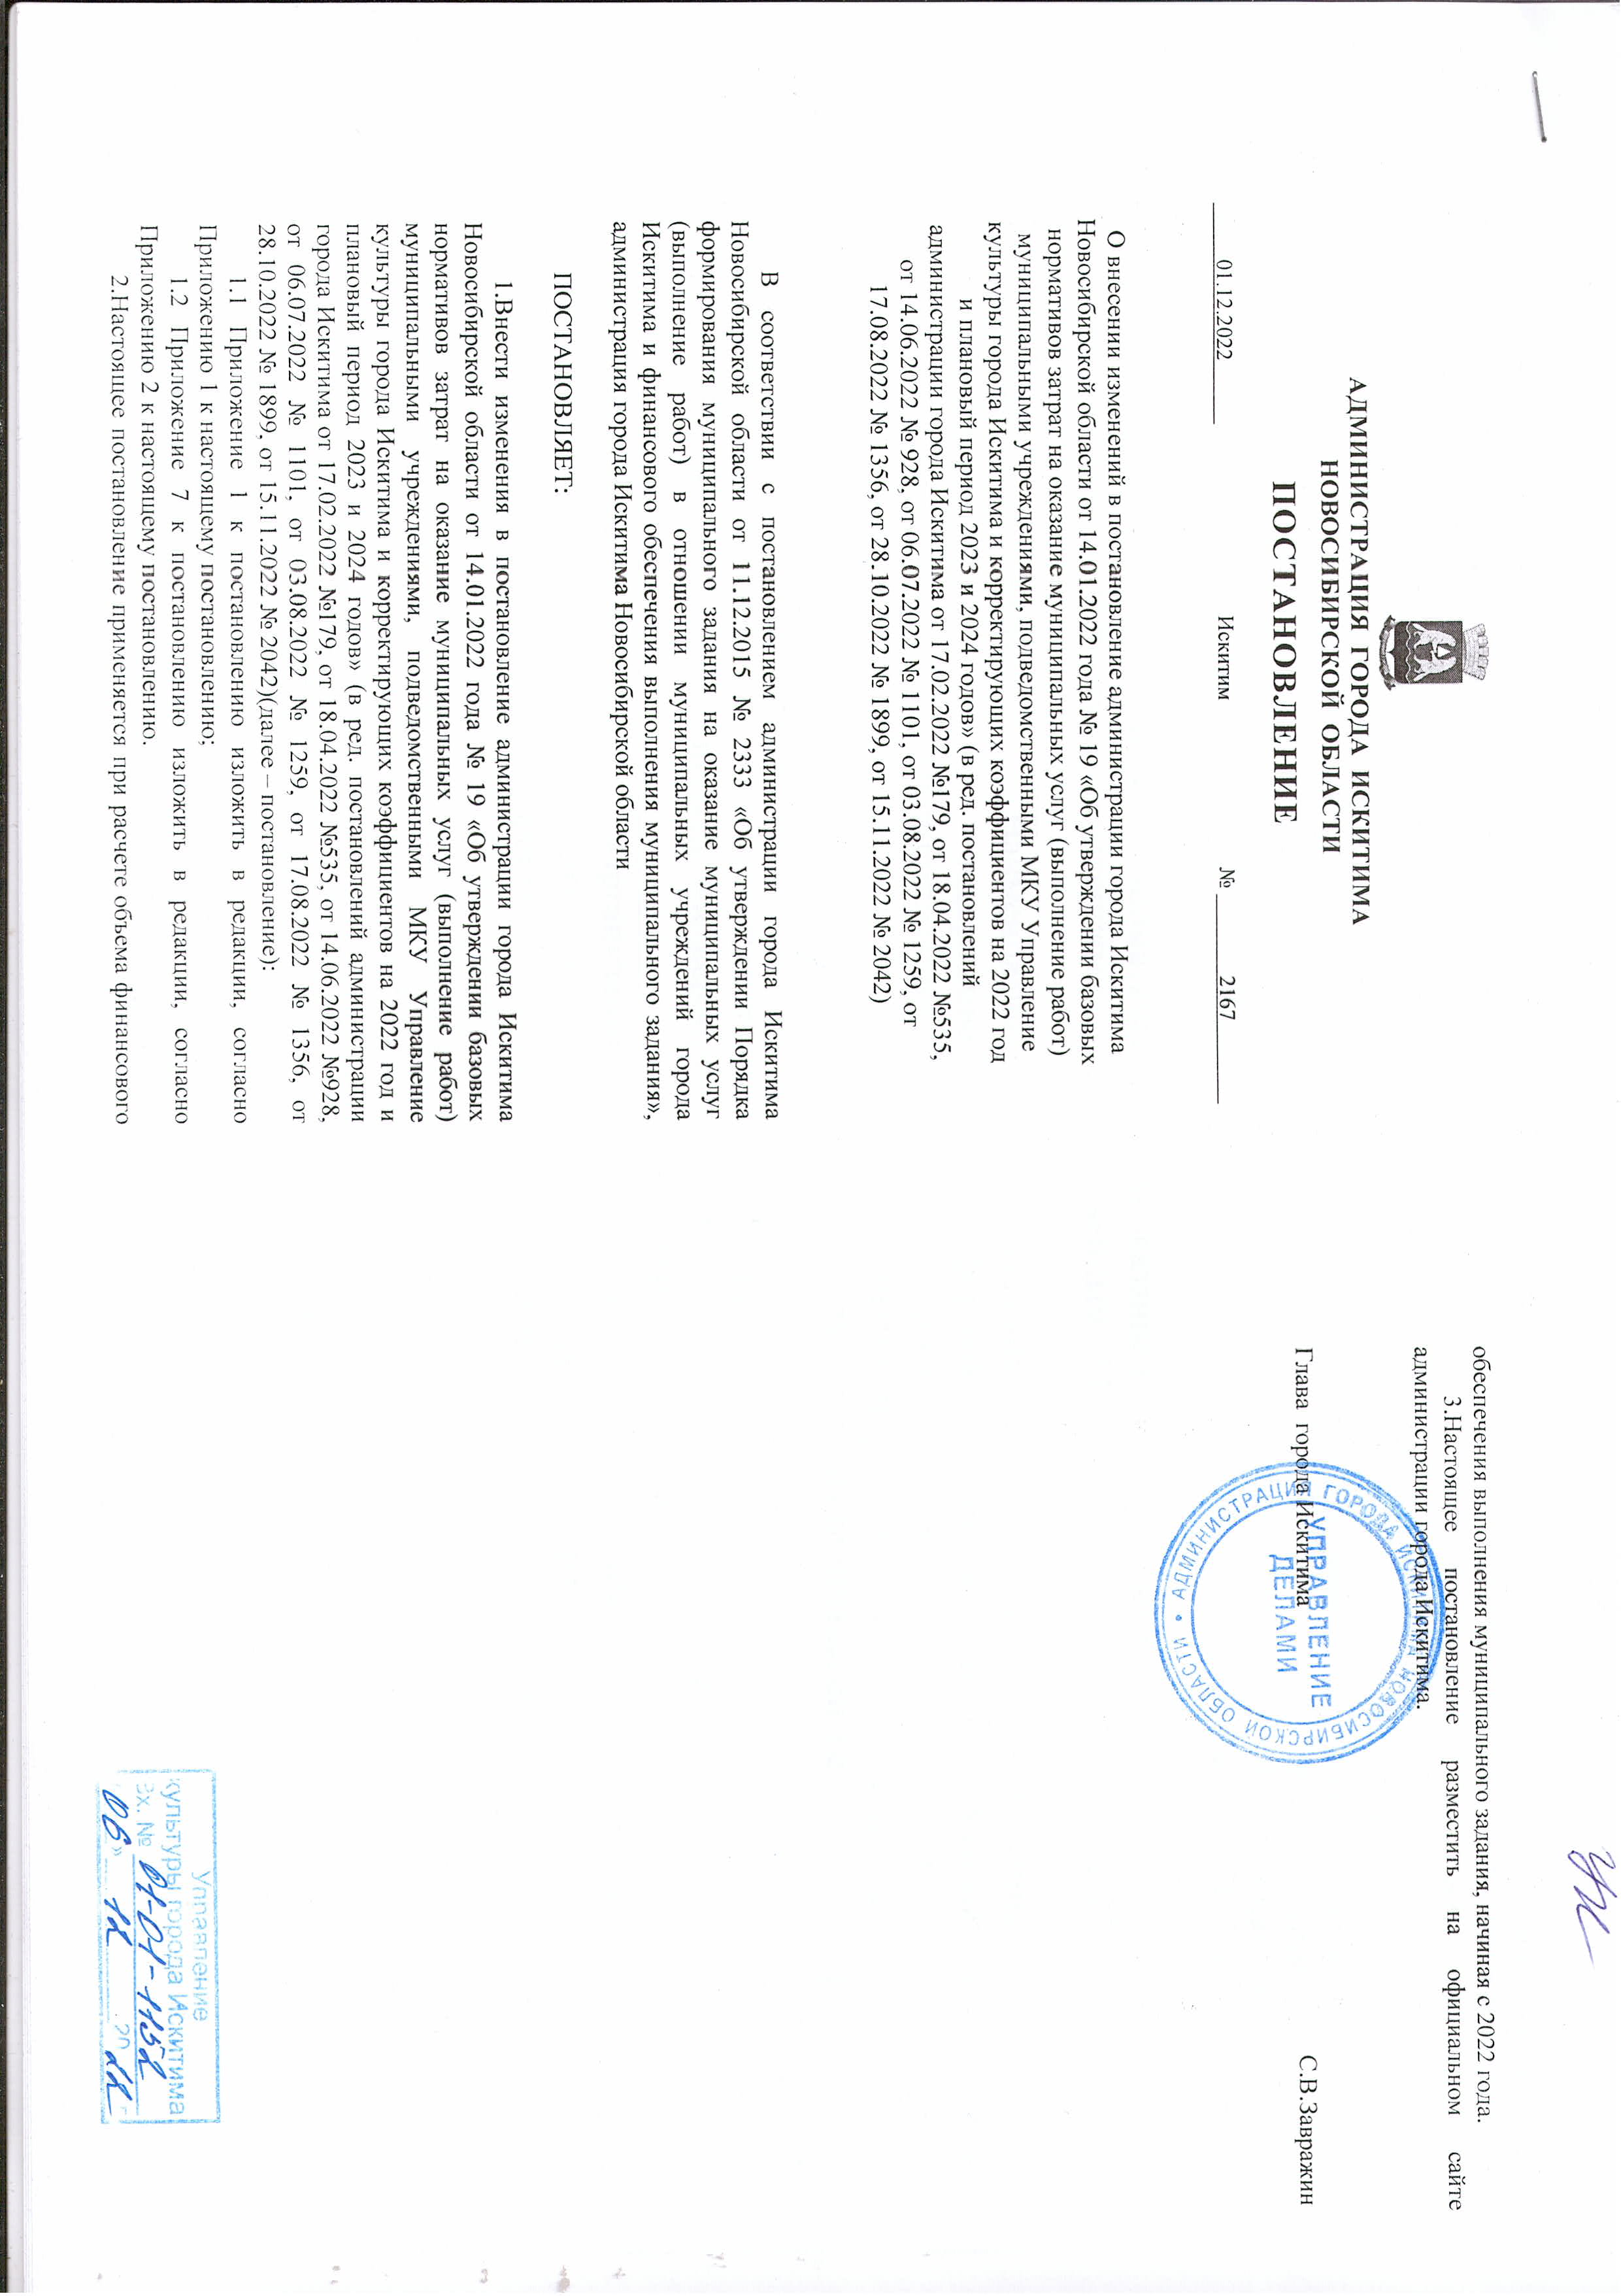 АДМИНИСТРАЦИЯ ГОРОДА ИСКИТИМА
НОВОСИБИРСКОЙ ОБЛАСТИ
ПОСТАНОВЛЕНИЕ
01.12.2022 Искитим № 2167
О внесении изменений в постановление администрации города Искитима
Новосибирской области от 14.01.2022 года № 19 «Об утверждении базовых
нормативов затрат на оказание муниципальных услуг (выполнение работ)
муниципальными учреждениями, подведомственными МКУ Управление
культуры города Искитима и корректирующих коэффициентов на 2022 год
и плановый период 2023 и 2024 годов» (в ред. постановлений
администрации города Искитима от 17.02.2022 №179, от 18.04.2022 №535,
от 14.06.2022 № 928, от 06.07.2022 № 1101, от 03.08.2022 № 1259, от
17.08.2022 № 1356, от 28.10.2022 № 1899, от 15.11.2022 № 2042)
В соответствии с постановлением администрации города Искитима
Новосибирской области от 11.12.2015 № 2333 «Об утверждении Порядка
формирования муниципального задания на оказание муниципальных услуг
(выполнение работ) в отношении муниципальных учреждений города
Искитима и финансового обеспечения выполнения муниципального задания»,
администрация города Искитима Новосибирской области
ПОСТАНОВЛЯЕТ:
1.Внести изменения в постановление администрации города Искитима
Новосибирской области от 14.01.2022 года № 19 «Об утверждении базовых
нормативов затрат на оказание муниципальных услуг (выполнение работ)
муниципальными учреждениями, подведомственными МКУ Управление
культуры города Искитима и корректирующих коэффициентов на 2022 год и
плановый период 2023 и 2024 годов» (в ред. постановлений администрации
города Искитима от 17.02.2022 №179, от 18.04.2022 №535, от 14.06.2022 №928,
от 06.07.2022 № 1101, от 03.08.2022 № 1259, от 17.08.2022 № 1356, от
28.10.2022 № 1899, от 15.11.2022 № 2042)(далее – постановление):
1.1 Приложение 1 к постановлению изложить в редакции, согласно
Приложению 1 к настоящему постановлению;
1.2 Приложение 7 к постановлению изложить в редакции, согласно
Приложению 2 к настоящему постановлению.
2.Настоящее постановление применяется при расчете объема финансового
обеспечения выполнения муниципального задания, начиная с 2022 года.
3.Настоящее постановление разместить на официальном сайте
администрации города Искитима.
Глава города Искитима С.В.Завражин
АДМИНИСТРАЦИЯ ГОРОДА ИСКИТИМА НОВОСИБИРСКОЙ ОБЛАСТИ •
УПРАВЛЕНИЕ
ДЕЛАМИ
Управление
культуры города Искитима
Вх. № 01-01-1152
06» 12 2022